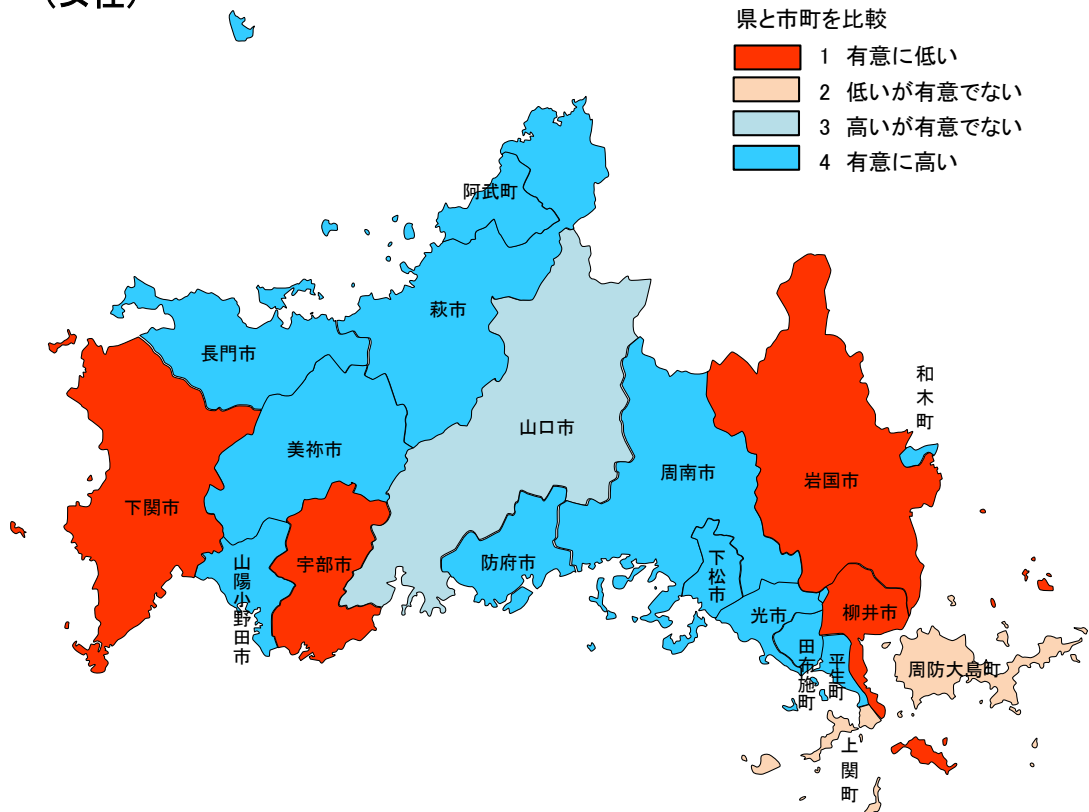 （女性）
県と市町を比較
1 有意に低い
2 低いが有意でない
3 高いが有意でない
4 有意に高い
阿武町
萩市
長門市
和木町
山口市
美祢市
周南市
岩国市
下関市
宇部市
防府市
山陽小野田市
下松市
光市
柳井市
田布施町
平生町
周防大島町
上関町